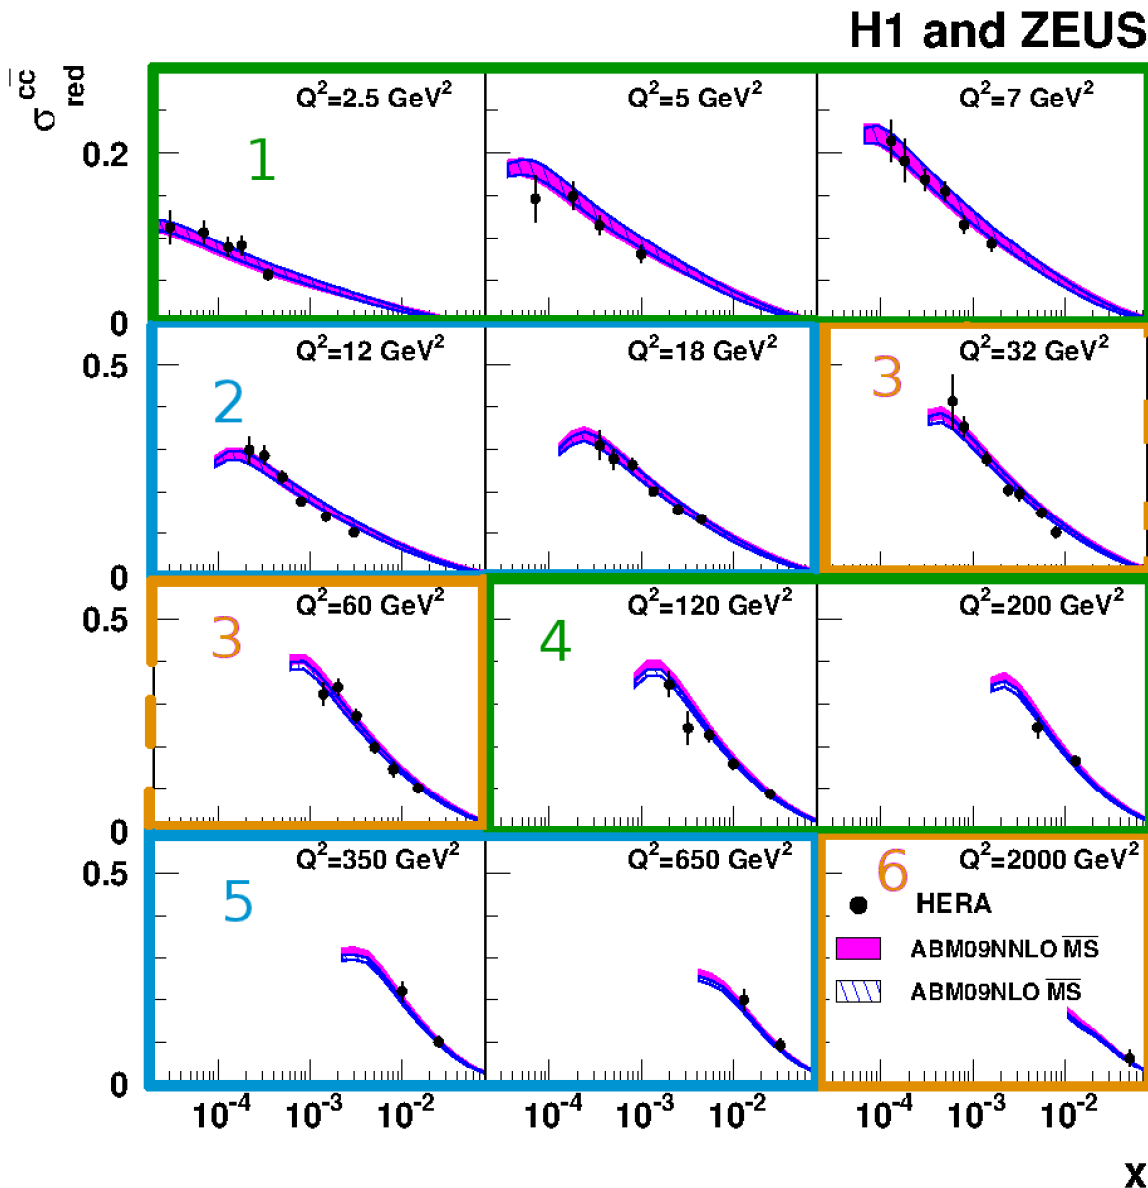 H1 and ZEUS
σ red c c̅
Q²=2.5 GeV² Q²=5 GeV² Q²=7 GeV²
0.2
1
0
Q²=12 GeV² Q²=18 GeV² Q²=32 GeV²
0.5
2 3
0
Q²=60 GeV² Q²=120 GeV² Q²=200 GeV²
0.5
3 4
0
Q²=350 GeV² Q²=650 GeV² Q²=2000 GeV²
0.5
5 6
HERA
ABM09NNLO M̅S̅
ABM09NLO M̅S̅
0
10⁻⁴ 10⁻³ 10⁻² 10⁻⁴ 10⁻³ 10⁻² 10⁻⁴ 10⁻³ 10⁻²
x